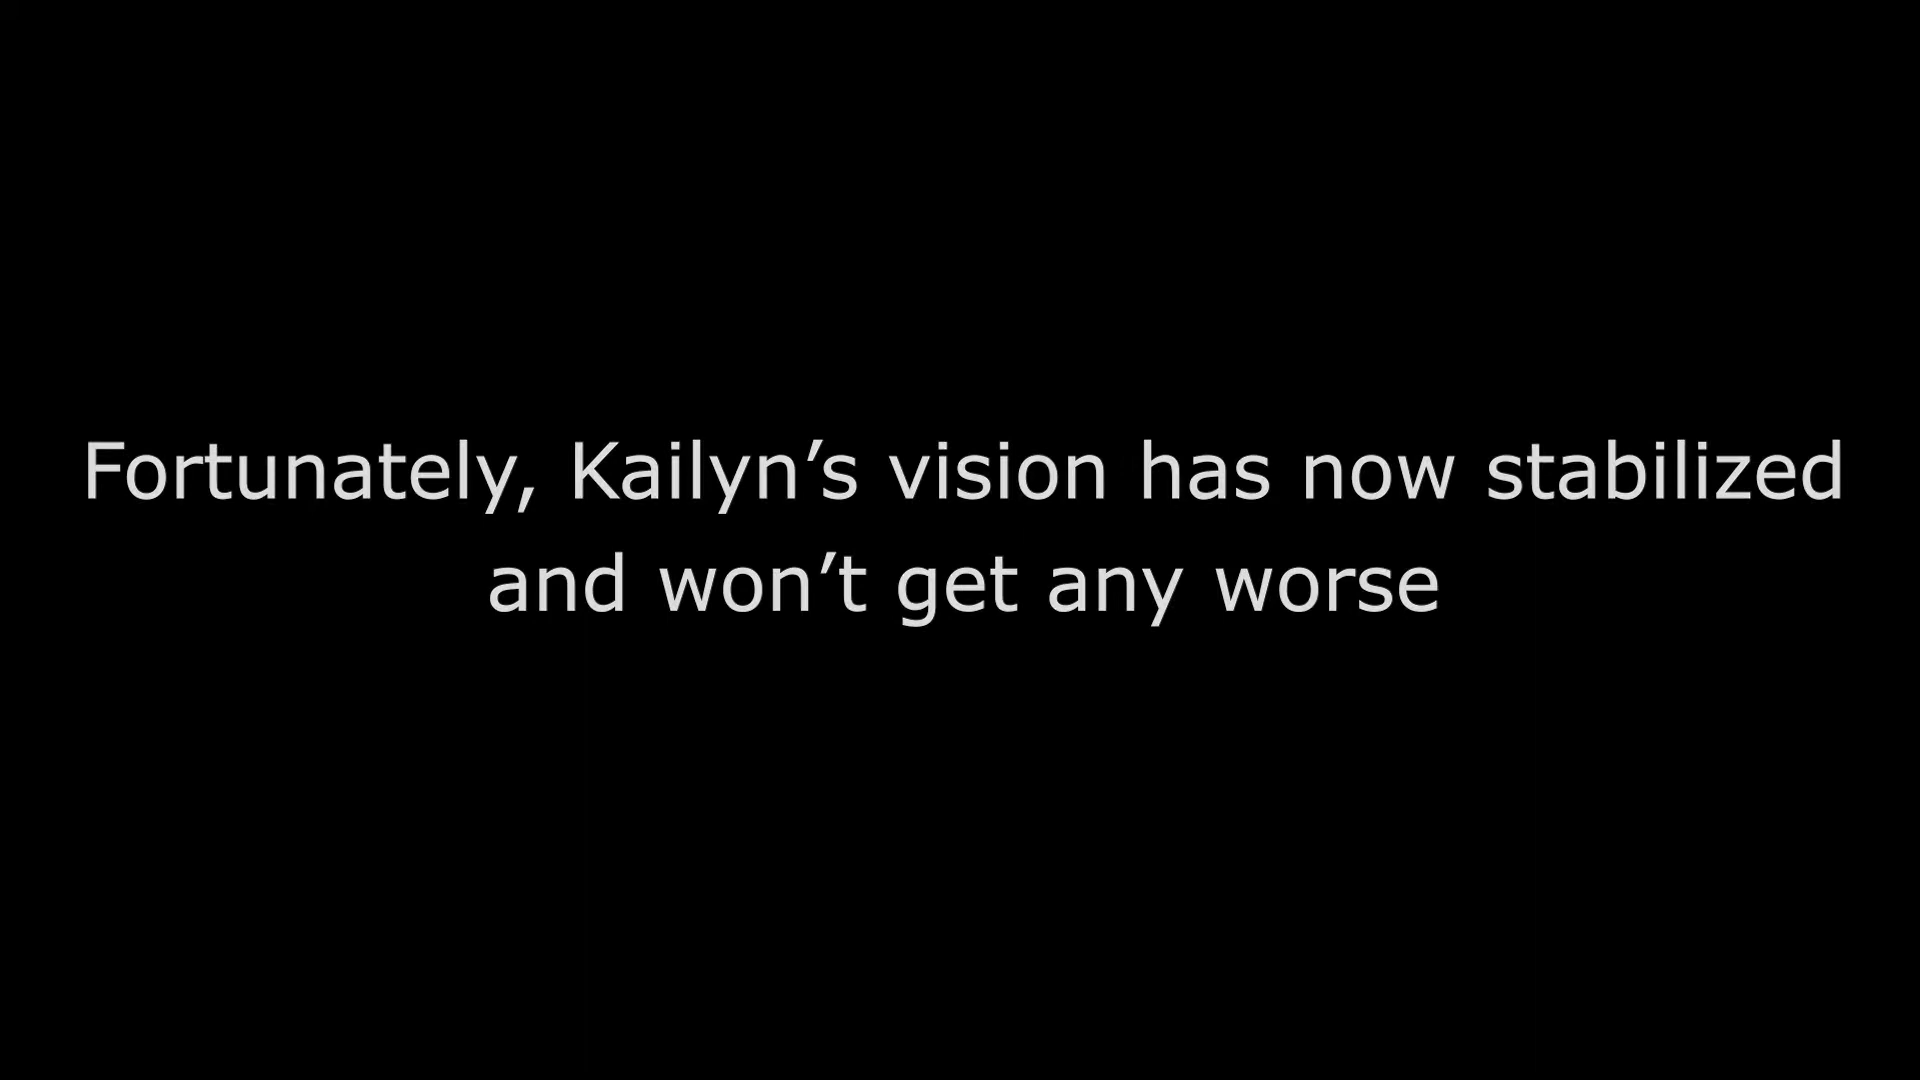 Fortunately, Kailyn’s vision has now stabilized
and won’t get any worse